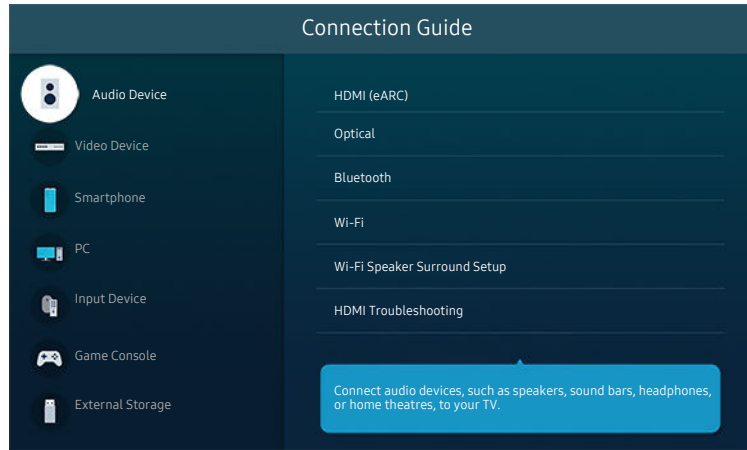 Connection Guide
Audio Device
Video Device
Smartphone
PC
Input Device
Game Console
External Storage
HDMI (eARC)
Optical
Bluetooth
Wi-Fi
Wi-Fi Speaker Surround Setup
HDMI Troubleshooting
Connect audio devices, such as speakers, sound bars, headphones,
or home theatres, to your TV.